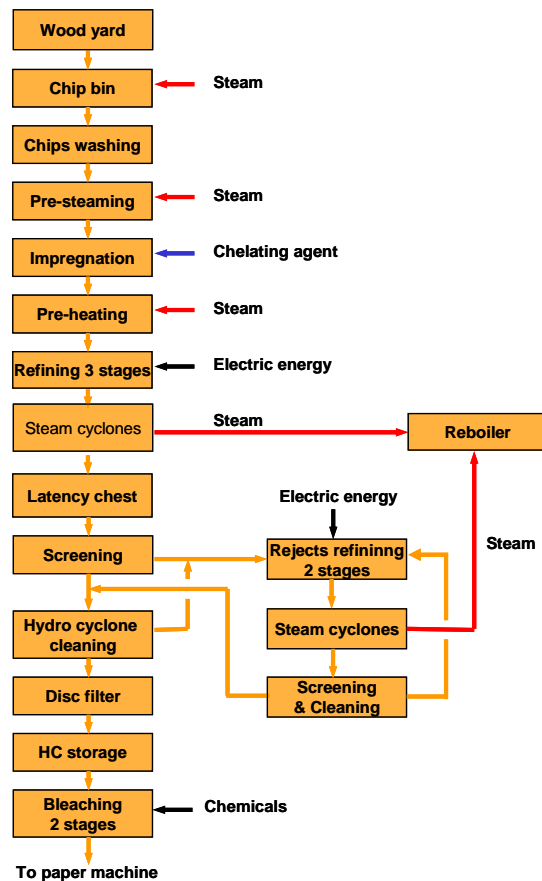 Wood yard
Chip bin
Steam
Chips washing
Pre-steaming
Steam
Impregnation
Chelating agent
Pre-heating
Steam
Refining 3 stages
Electric energy
Steam cyclones
Steam
Reboiler
Latency chest
Electric energy
Screening
Rejects refininng
2 stages
Steam
Hydro cyclone
cleaning
Steam cyclones
Disc filter
Screening
& Cleaning
HC storage
Bleaching
2 stages
Chemicals
To paper machine